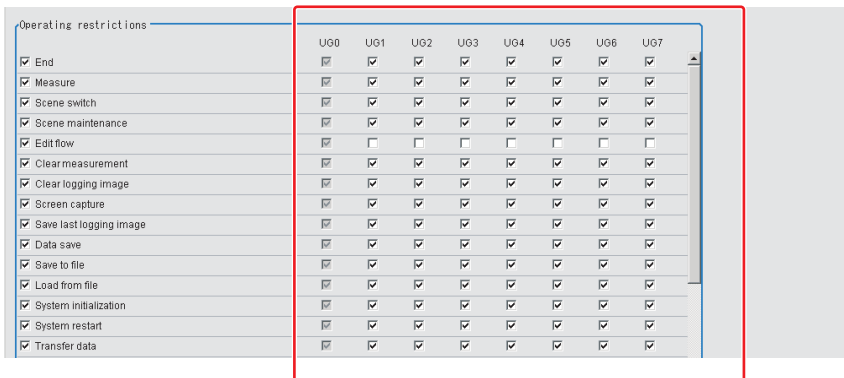 Operating restrictions
UG0 UG1 UG2 UG3 UG4 UG5 UG6 UG7
End
Measure
Scene switch
Scene maintenance
Edit flow
Clear measurement
Clear logging image
Screen capture
Save last logging image
Data save
Save to file
Load from file
System initialization
System restart
Transfer data